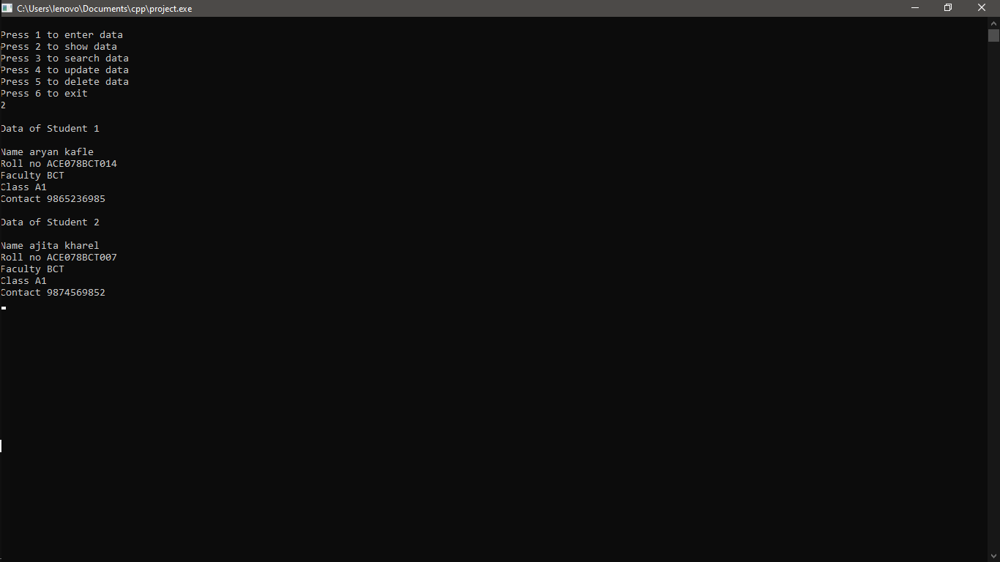 C:\Users\lenovo\Documents\cpp\project.exe
Press 1 to enter data
Press 2 to show data
Press 3 to search data
Press 4 to update data
Press 5 to delete data
Press 6 to exit
2
Data of Student 1
Name aryan kafle
Roll no ACE078BCT014
Faculty BCT
Class A1
Contact 9865236985
Data of Student 2
Name ajita kharel
Roll no ACE078BCT007
Faculty BCT
Class A1
Contact 9874569852